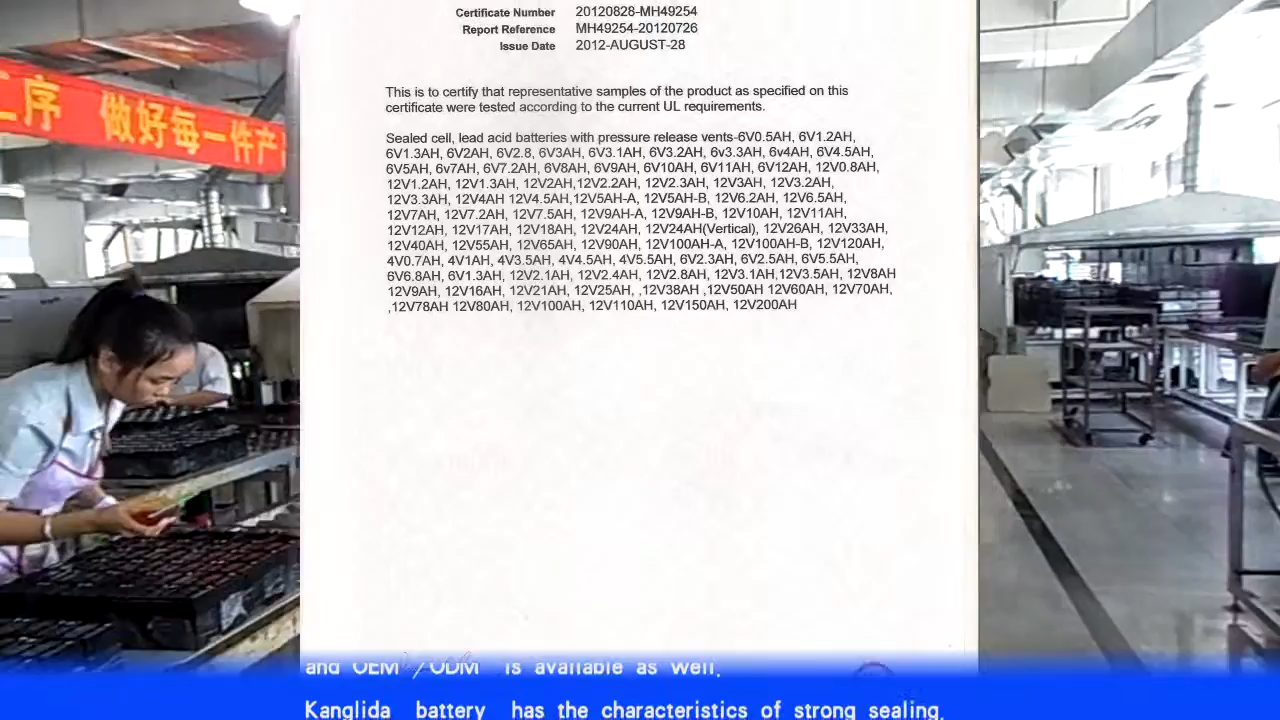 工序 做好每一件产
Certificate Number 20120828-MH49254
Report Reference MH49254-20120726
Issue Date 2012-AUGUST-28
This is to certify that representative samples of the product as specified on this
certificate were tested according to the current UL requirements.
Sealed cell, lead acid batteries with pressure release vents-6V0.5AH, 6V1.2AH,
6V1.3AH, 6V2AH, 6V2.8, 6V3AH, 6V3.1AH, 6V3.2AH, 6v3.3AH, 6v4AH, 6V4.5AH,
6V5AH, 6v7AH, 6V7.2AH, 6V8AH, 6V9AH, 6V10AH, 6V11AH, 6V12AH, 12V0.8AH,
12V1.2AH, 12V1.3AH, 12V2AH,12V2.2AH, 12V2.3AH, 12V3AH, 12V3.2AH,
12V3.3AH, 12V4AH 12V4.5AH,12V5AH-A, 12V5AH-B, 12V6.2AH, 12V6.5AH,
12V7AH, 12V7.2AH, 12V7.5AH, 12V9AH-A, 12V9AH-B, 12V10AH, 12V11AH,
12V12AH, 12V17AH, 12V18AH, 12V24AH, 12V24AH(Vertical), 12V26AH, 12V33AH,
12V40AH, 12V55AH, 12V65AH, 12V90AH, 12V100AH-A, 12V100AH-B, 12V120AH,
4V0.7AH, 4V1AH, 4V3.5AH, 4V4.5AH, 4V5.5AH, 6V2.3AH, 6V2.5AH, 6V5.5AH,
6V6.8AH, 6V1.3AH, 12V2.1AH, 12V2.4AH, 12V2.8AH, 12V3.1AH,12V3.5AH, 12V8AH
12V9AH, 12V16AH, 12V21AH, 12V25AH, ,12V38AH ,12V50AH 12V60AH, 12V70AH,
,12V78AH 12V80AH, 12V100AH, 12V110AH, 12V150AH, 12V200AH
and OEM/ODM is available as well.
Kanglida battery has the characteristics of strong sealing,